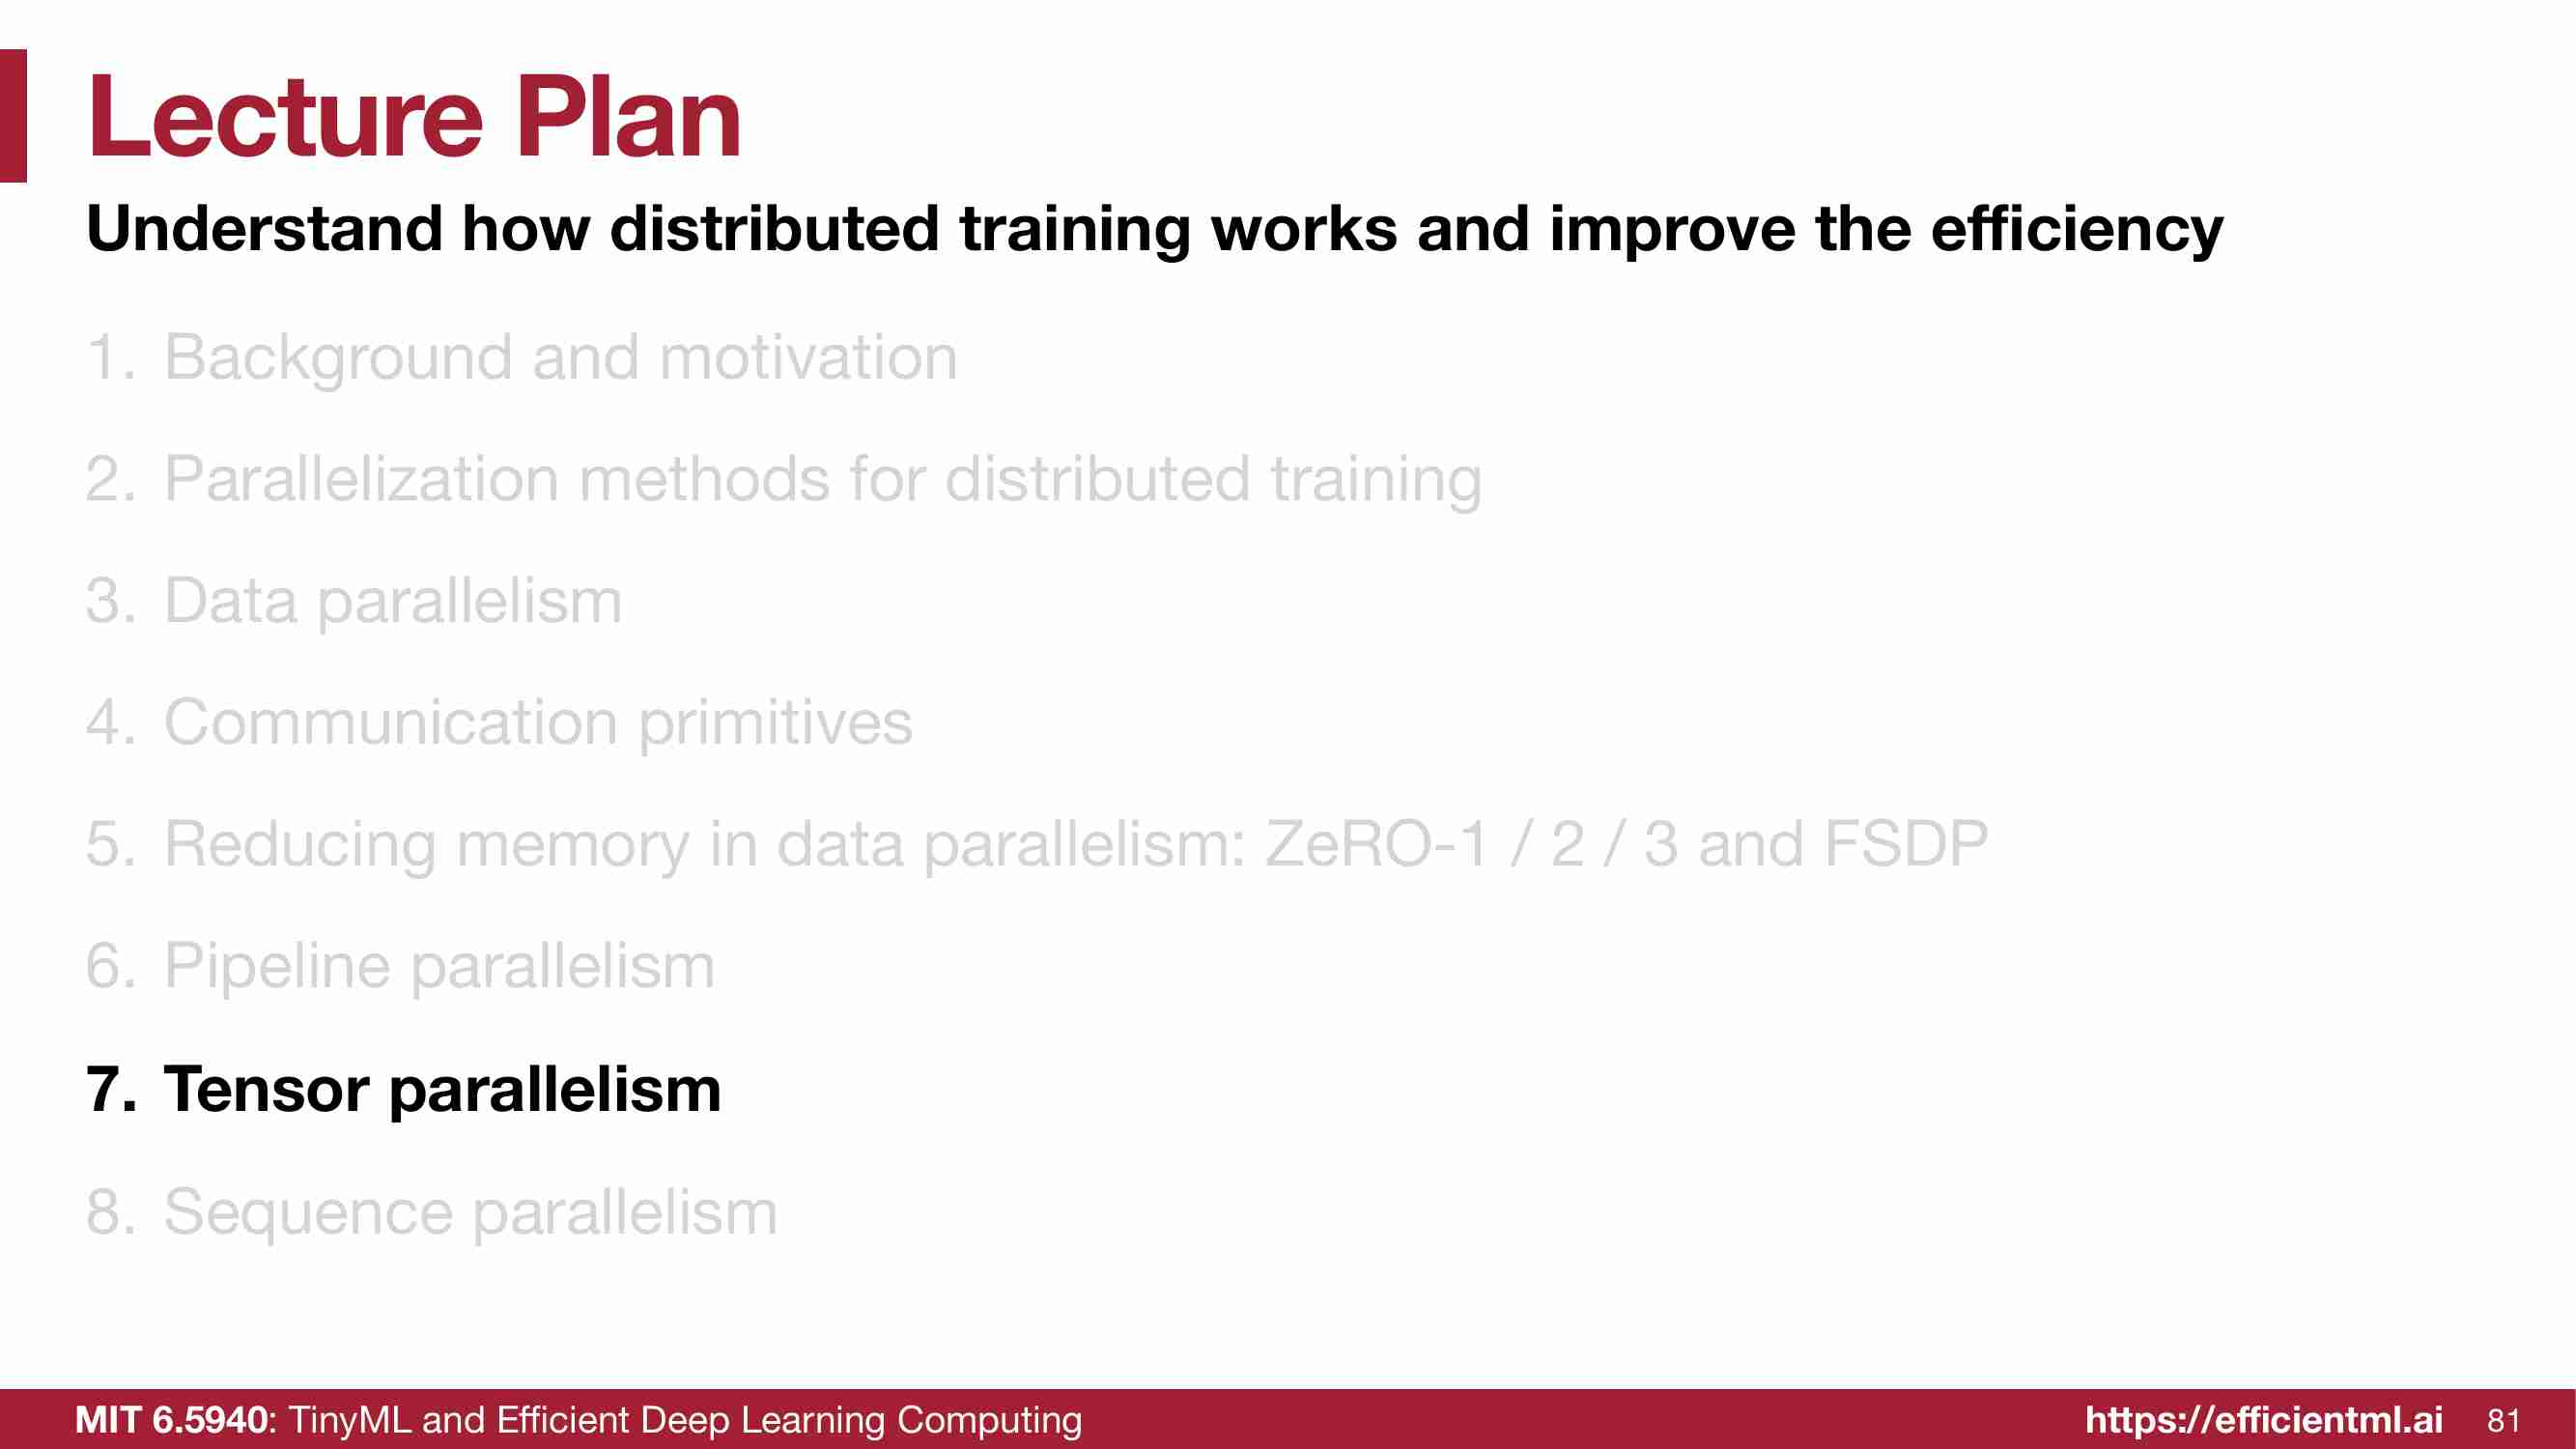 Lecture Plan
Understand how distributed training works and improve the efficiency
1. Background and motivation
2. Parallelization methods for distributed training
3. Data parallelism
4. Communication primitives
5. Reducing memory in data parallelism: ZeRO-1 / 2 / 3 and FSDP
6. Pipeline parallelism
7. Tensor parallelism
8. Sequence parallelism
MIT 6.5940: TinyML and Efficient Deep Learning Computing
https://efficientml.ai 81